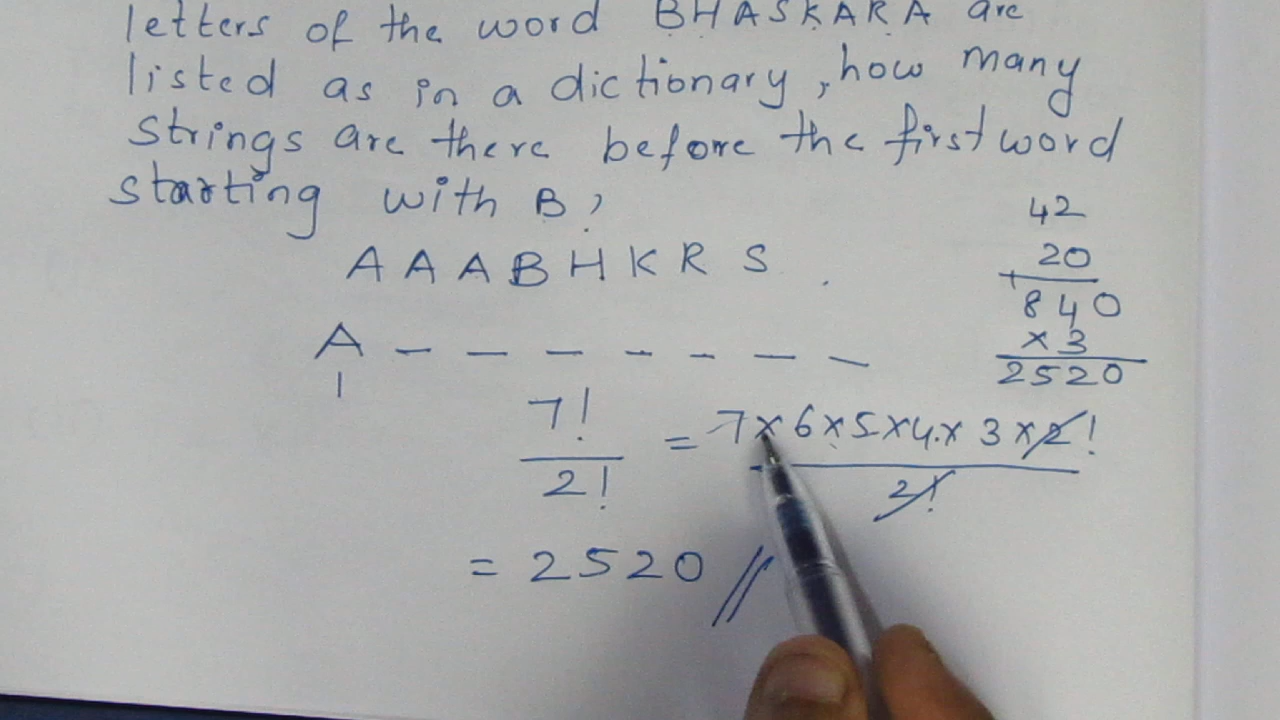 letters of the word BHASKARA are
listed as in a dictionary, how many
strings are there before the first word
starting with B?
A A A B H K R S .
A – – – – – – –
1
7!
2!
= 7×6×5×4×3×2!
2!
= 2520 //
42
20
+
840
×3
2520